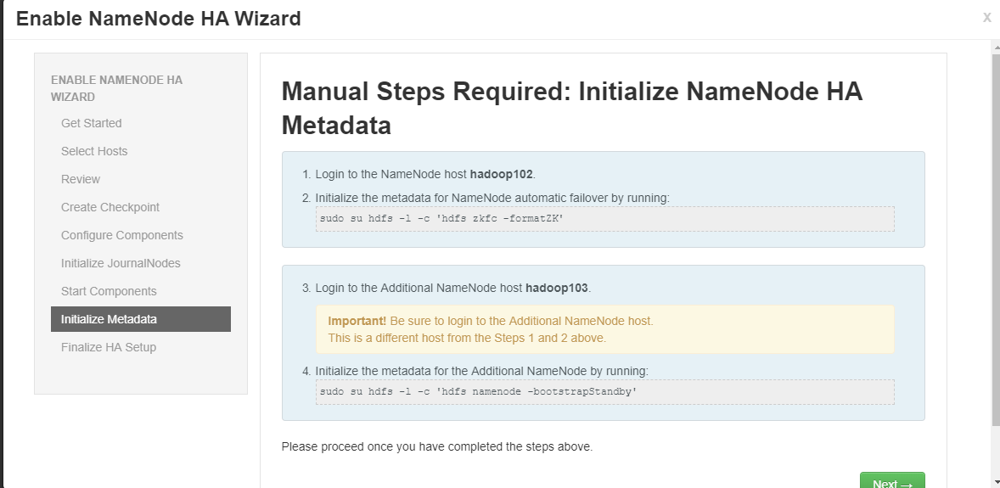 Enable NameNode HA Wizard
X
ENABLE NAMENODE HA
WIZARD
Get Started
Select Hosts
Review
Create Checkpoint
Configure Components
Initialize JournalNodes
Start Components
Initialize Metadata
Finalize HA Setup
Manual Steps Required: Initialize NameNode HA
Metadata
1. Login to the NameNode host hadoop102.
2. Initialize the metadata for NameNode automatic failover by running:
sudo su hdfs -l -c 'hdfs zkfc -formatZK'
3. Login to the Additional NameNode host hadoop103.
Important! Be sure to login to the Additional NameNode host.
This is a different host from the Steps 1 and 2 above.
4. Initialize the metadata for the Additional NameNode by running:
sudo su hdfs -l -c 'hdfs namenode -bootstrapStandby'
Please proceed once you have completed the steps above.
Next →